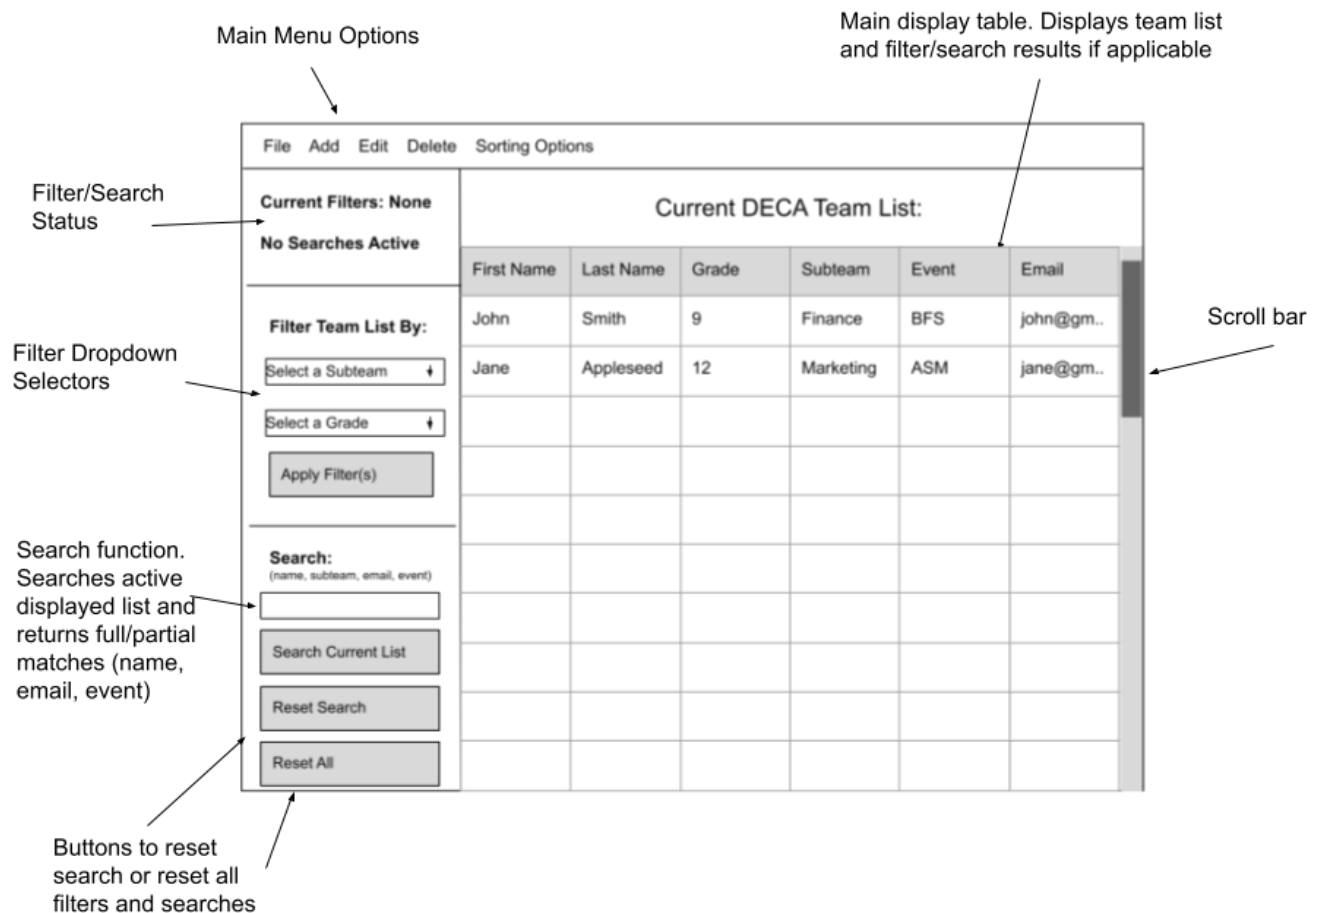 Main Menu Options
Main display table. Displays team list
and filter/search results if applicable
File Add Edit Delete Sorting Options
Filter/Search
Status
Current Filters: None
No Searches Active
Current DECA Team List:
First Name Last Name Grade Subteam Event Email
John Smith 9 Finance BFS john@gm..
Jane Appleseed 12 Marketing ASM jane@gm..
Scroll bar
Filter Team List By:
Filter Dropdown
Selectors
Select a Subteam
Select a Grade
Apply Filter(s)
Search function.
Searches active
displayed list and
returns full/partial
matches (name,
email, event)
Search:
(name, subteam, email, event)
Search Current List
Reset Search
Reset All
Buttons to reset
search or reset all
filters and searches